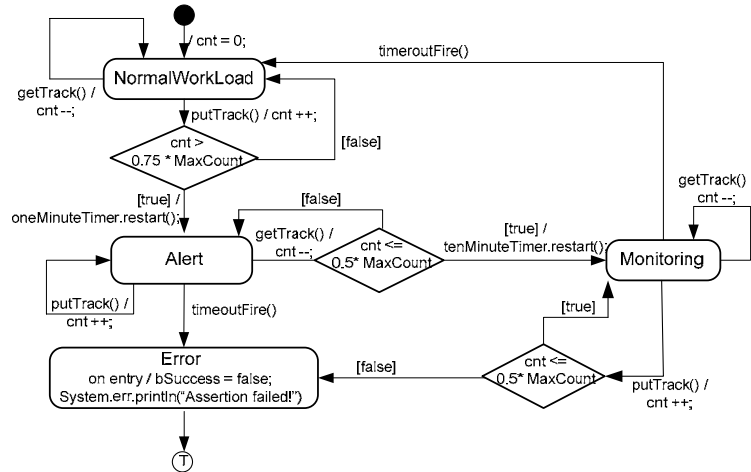 / cnt = 0;
timeroutFire()
NormalWorkLoad
getTrack() /
cnt --;
putTrack() / cnt ++;
[false]
cnt >
0.75 * MaxCount
[true] /
oneMinuteTimer.restart();
[false]
getTrack()
cnt --;
getTrack() /
cnt --;
cnt <=
0.5* MaxCount
[true] /
tenMinuteTimer.restart();
Alert
Monitoring
putTrack() /
cnt ++;
timeoutFire()
[true]
Error
on entry / bSuccess = false;
System.err.println("Assertion failed!")
[false]
cnt <=
0.5* MaxCount
putTrack() /
cnt ++;
T